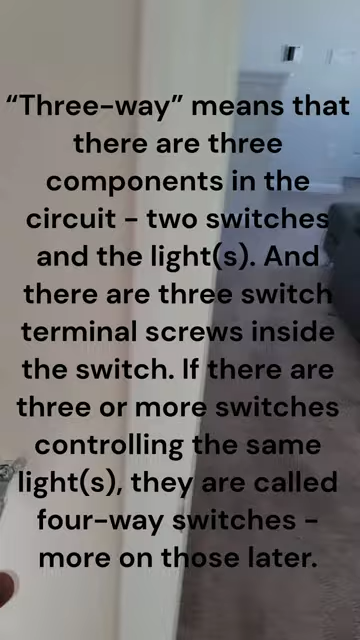 “Three-way” means that
there are three
components in the
circuit - two switches
and the light(s). And
there are three switch
terminal screws inside
the switch. If there are
three or more switches
controlling the same
light(s), they are called
four-way switches -
more on those later.